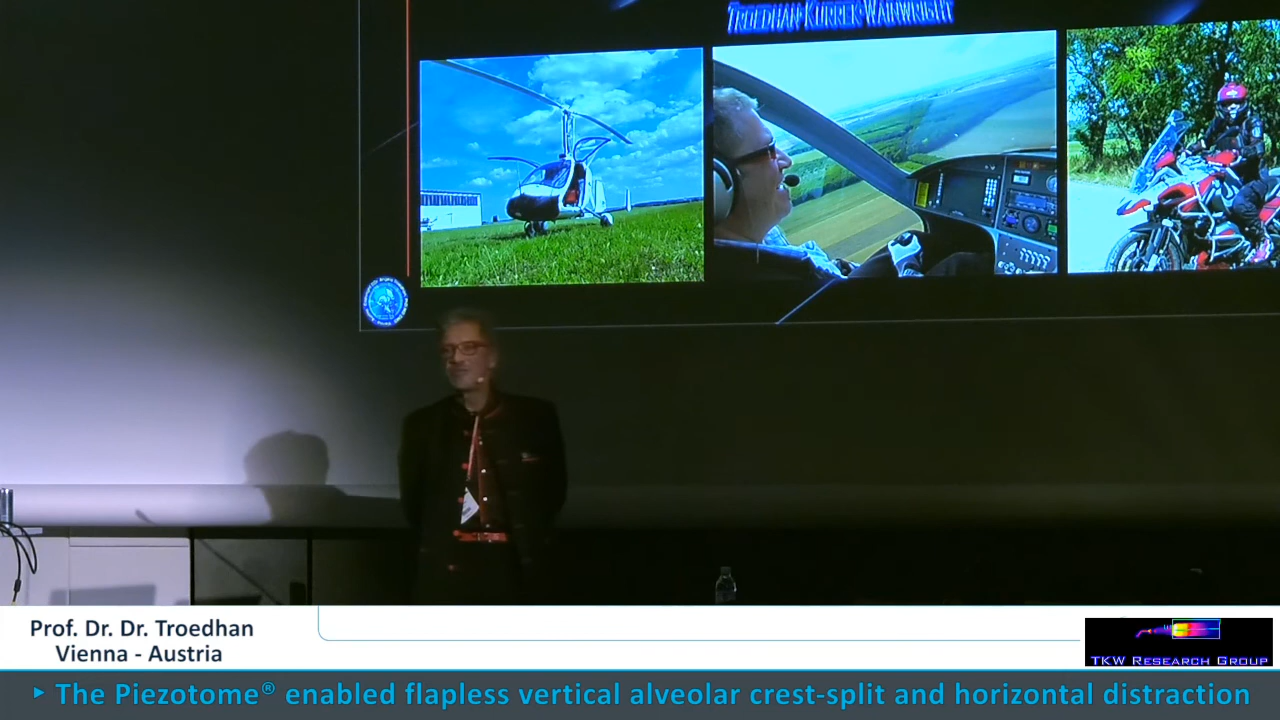 TROEDHAN-KURREK-WAINWRIGHT
Prof. Dr. Dr. Troedhan
Vienna - Austria
TKW RESEARCH GROUP
The Piezotome® enabled flapless vertical alveolar crest-split and horizontal distraction